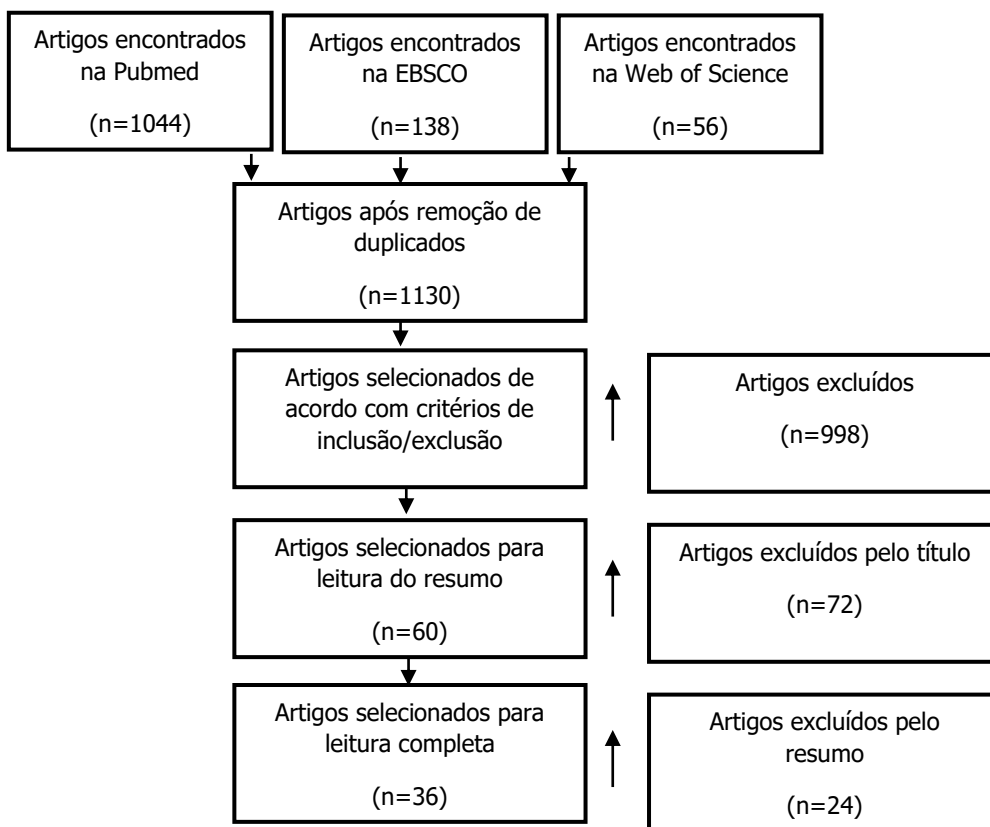 Artigos encontrados
na Pubmed
(n=1044)
Artigos encontrados
na EBSCO
(n=138)
Artigos encontrados
na Web of Science
(n=56)
Artigos após remoção de
duplicados
(n=1130)
Artigos selecionados de
acordo com critérios de
inclusão/exclusão
Artigos excluídos
(n=998)
Artigos selecionados para
leitura do resumo
(n=60)
Artigos excluídos pelo título
(n=72)
Artigos selecionados para
leitura completa
(n=36)
Artigos excluídos pelo
resumo
(n=24)